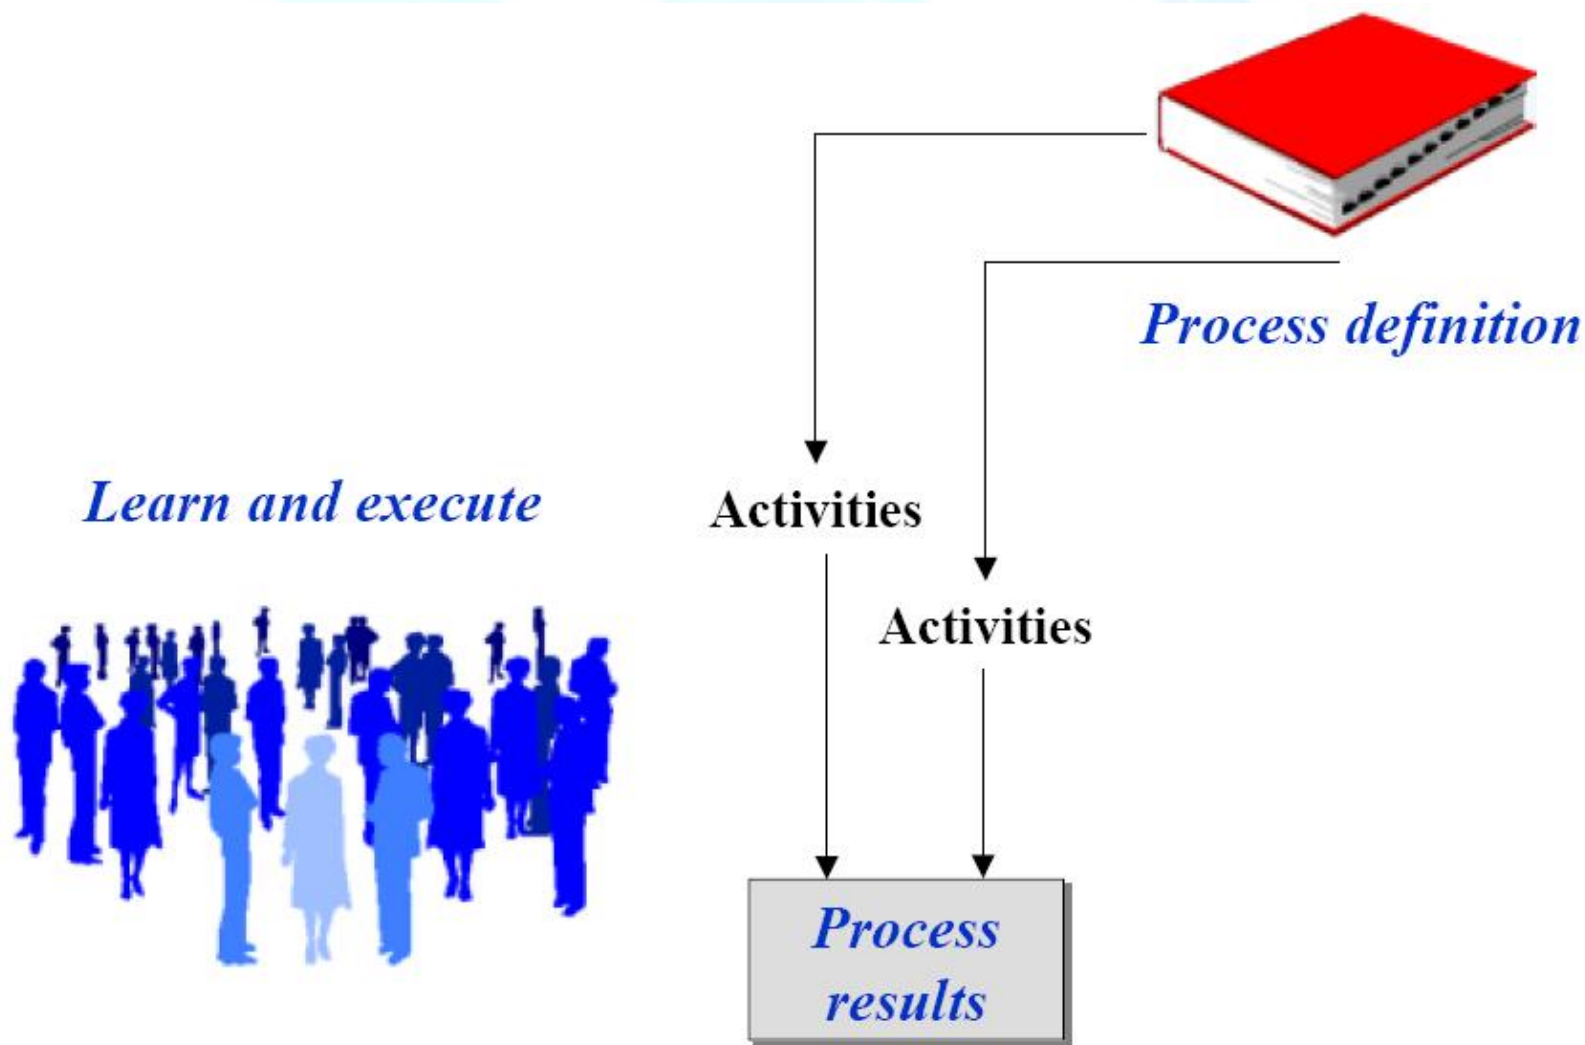 Process definition
Learn and execute
Activities
Activities
Process
results